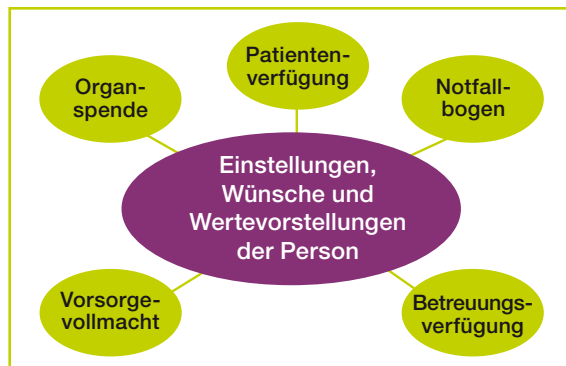 Patienten-
verfügung
Organ-
spende
Notfall-
bogen
Einstellungen,
Wünsche und
Wertevorstellungen
der Person
Vorsorge-
vollmacht
Betreuungs-
verfügung